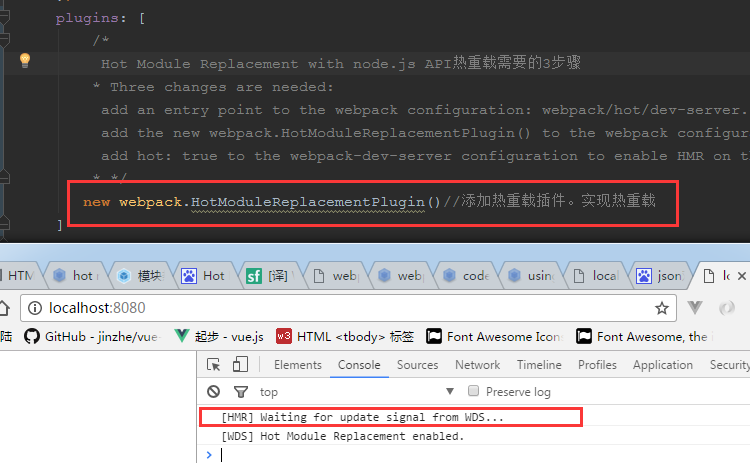 plugins: [
/*
Hot Module Replacement with node.js API热重载需要的3步骤
* Three changes are needed:
add an entry point to the webpack configuration: webpack/hot/dev-server.
add the new webpack.HotModuleReplacementPlugin() to the webpack configur
add hot: true to the webpack-dev-server configuration to enable HMR on th
* */
new webpack.HotModuleReplacementPlugin()//添加热重载插件。实现热重载
]
HTM hot 模块 Hot [译] webp webp code using local json lo
localhost:8080
陆 GitHub - jinzhe/vue- 起步 - vue.js HTML <tbody> 标签 Font Awesome Icon Font Awesome, the i
Elements Console Sources Network Timeline Profiles Application Security
top Preserve log
[HMR] Waiting for update signal from WDS...
[WDS] Hot Module Replacement enabled.
>